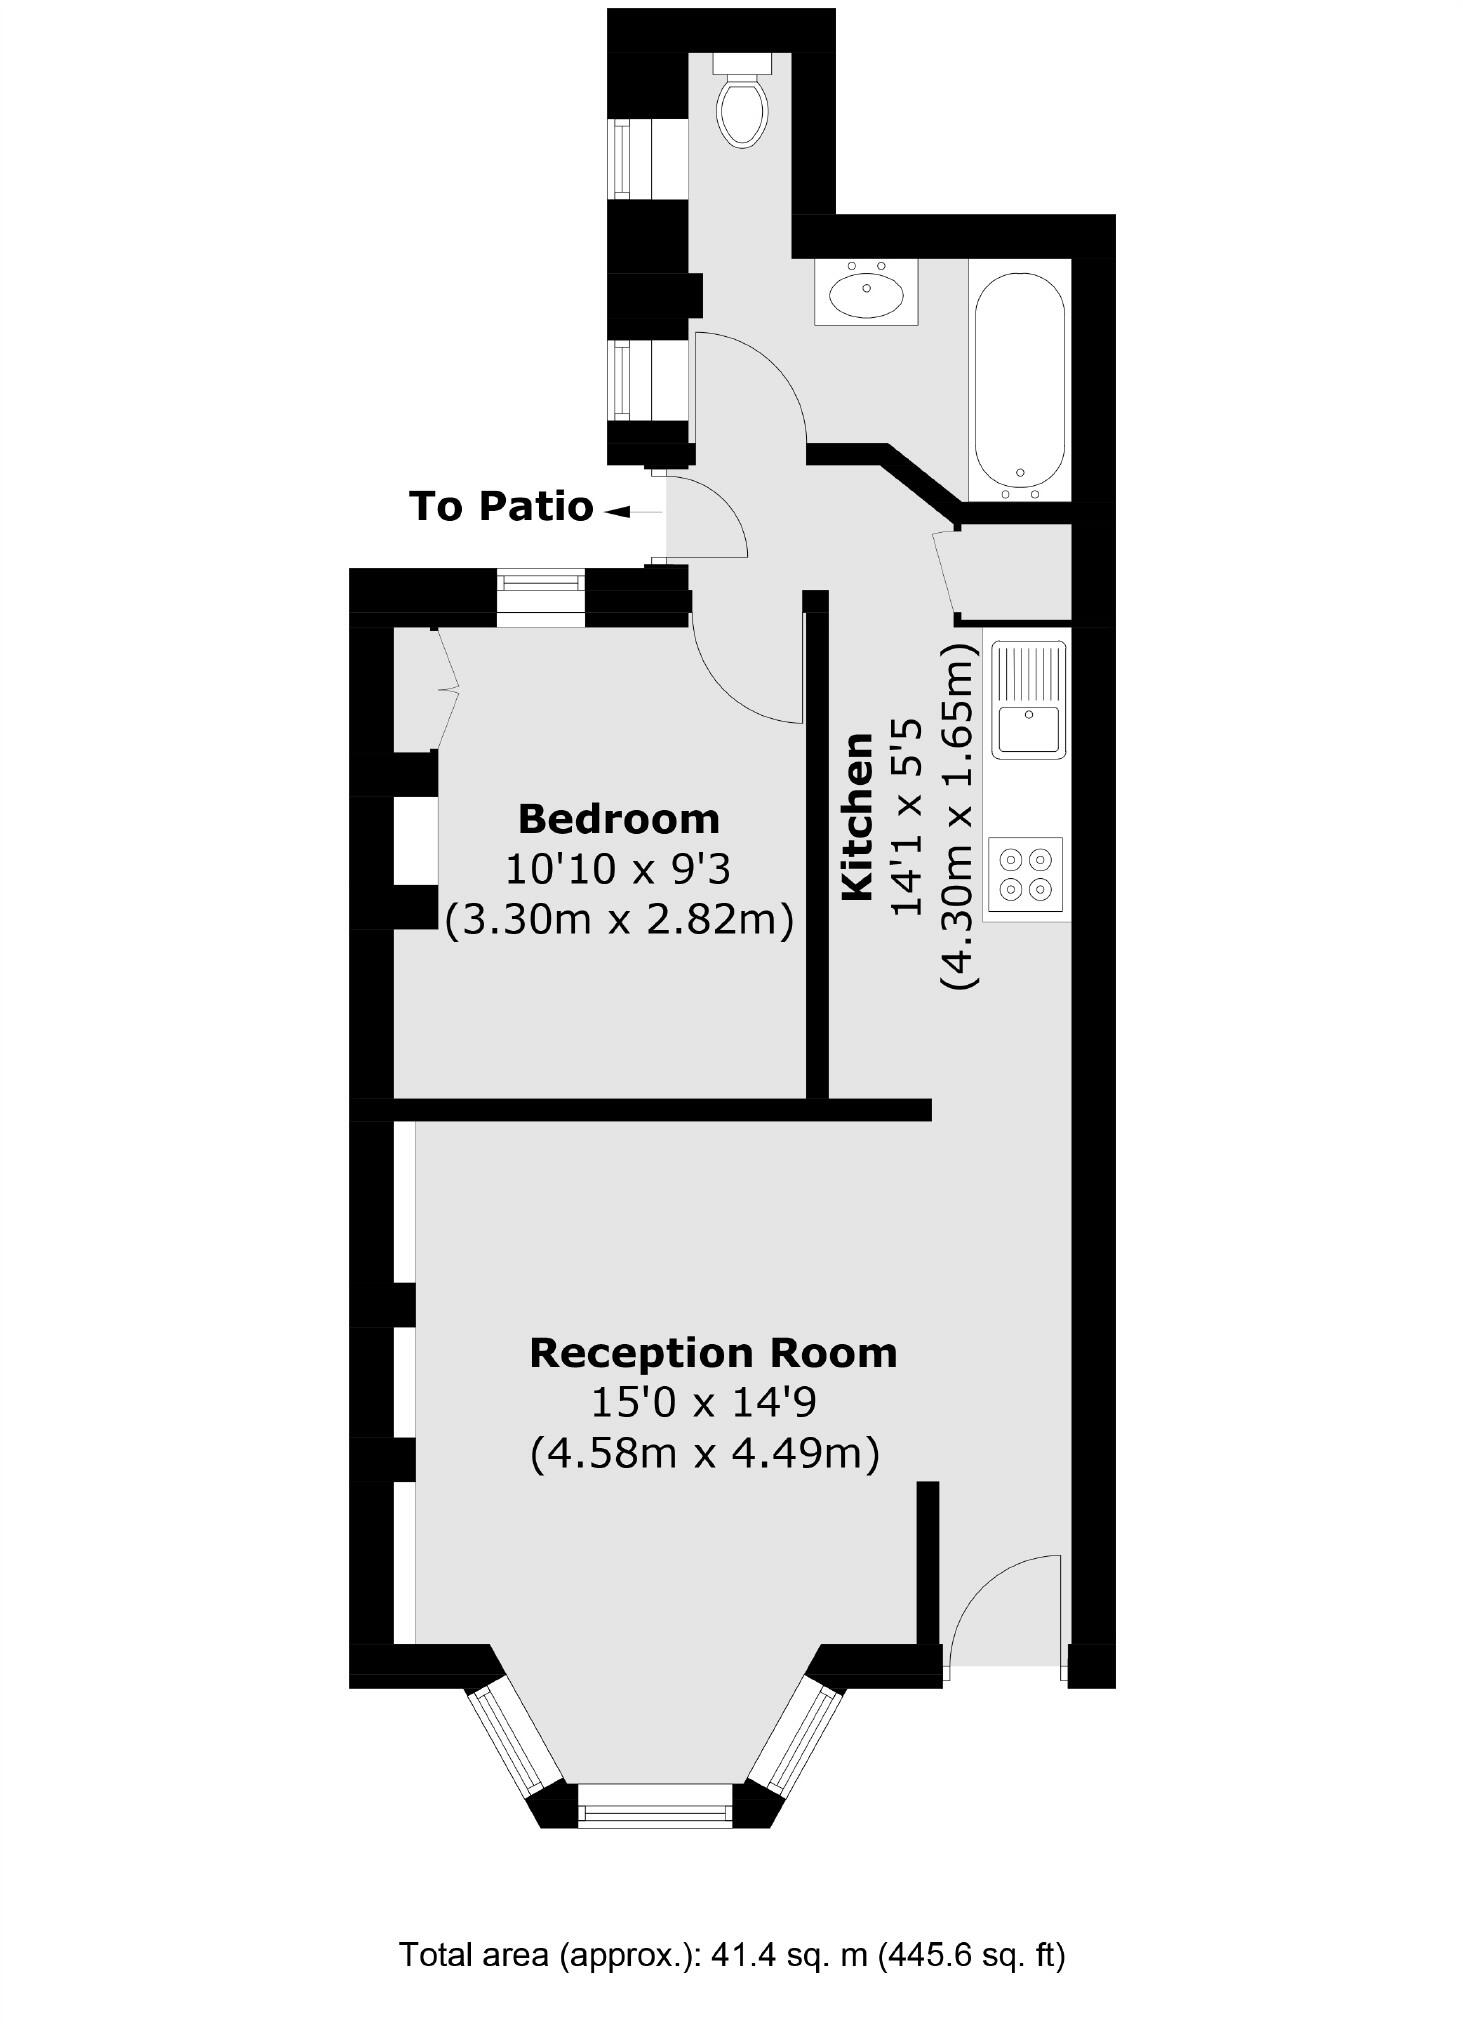 To Patio
Bedroom
10'10 x 9'3
(3.30m x 2.82m)
Kitchen
14'1 x 5'5
(4.30m x 1.65m)
Reception Room
15'0 x 14'9
(4.58m x 4.49m)
Total area (approx.): 41.4 sq. m (445.6 sq. ft)